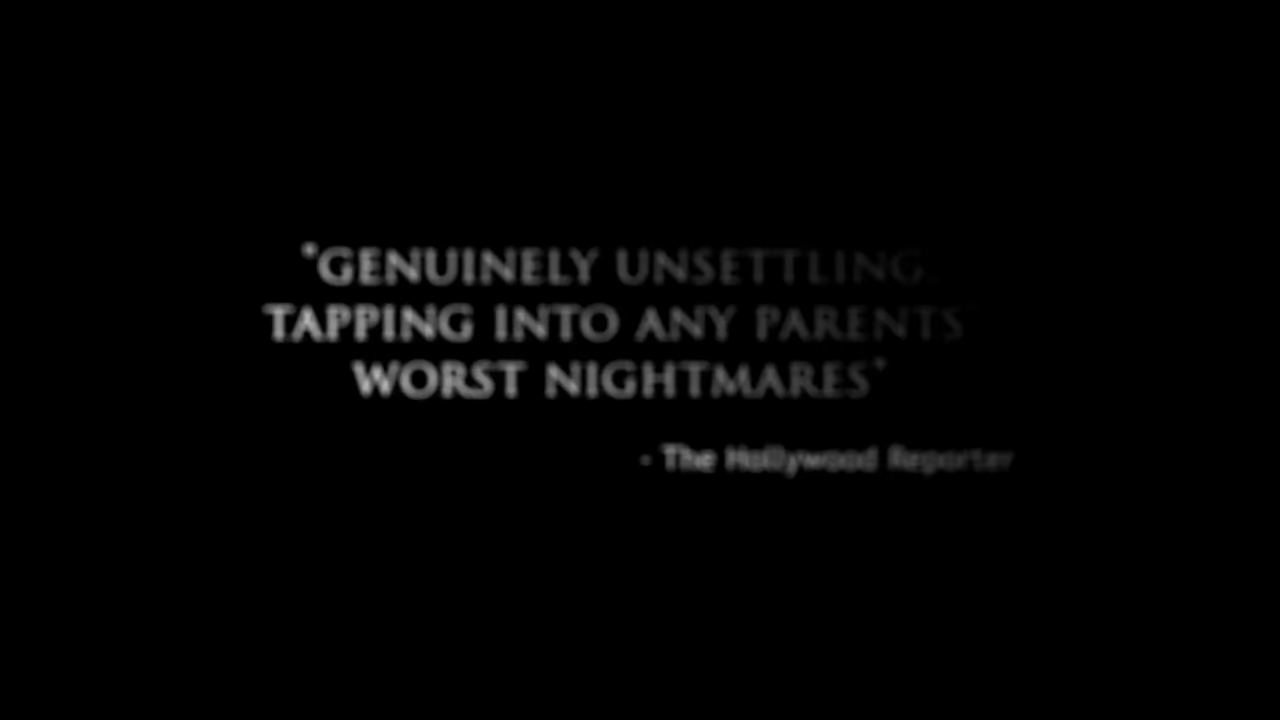 "GENUINELY UNSETTLING.
TAPPING INTO ANY PARENTS'
WORST NIGHTMARES"
- The Hollywood Reporter